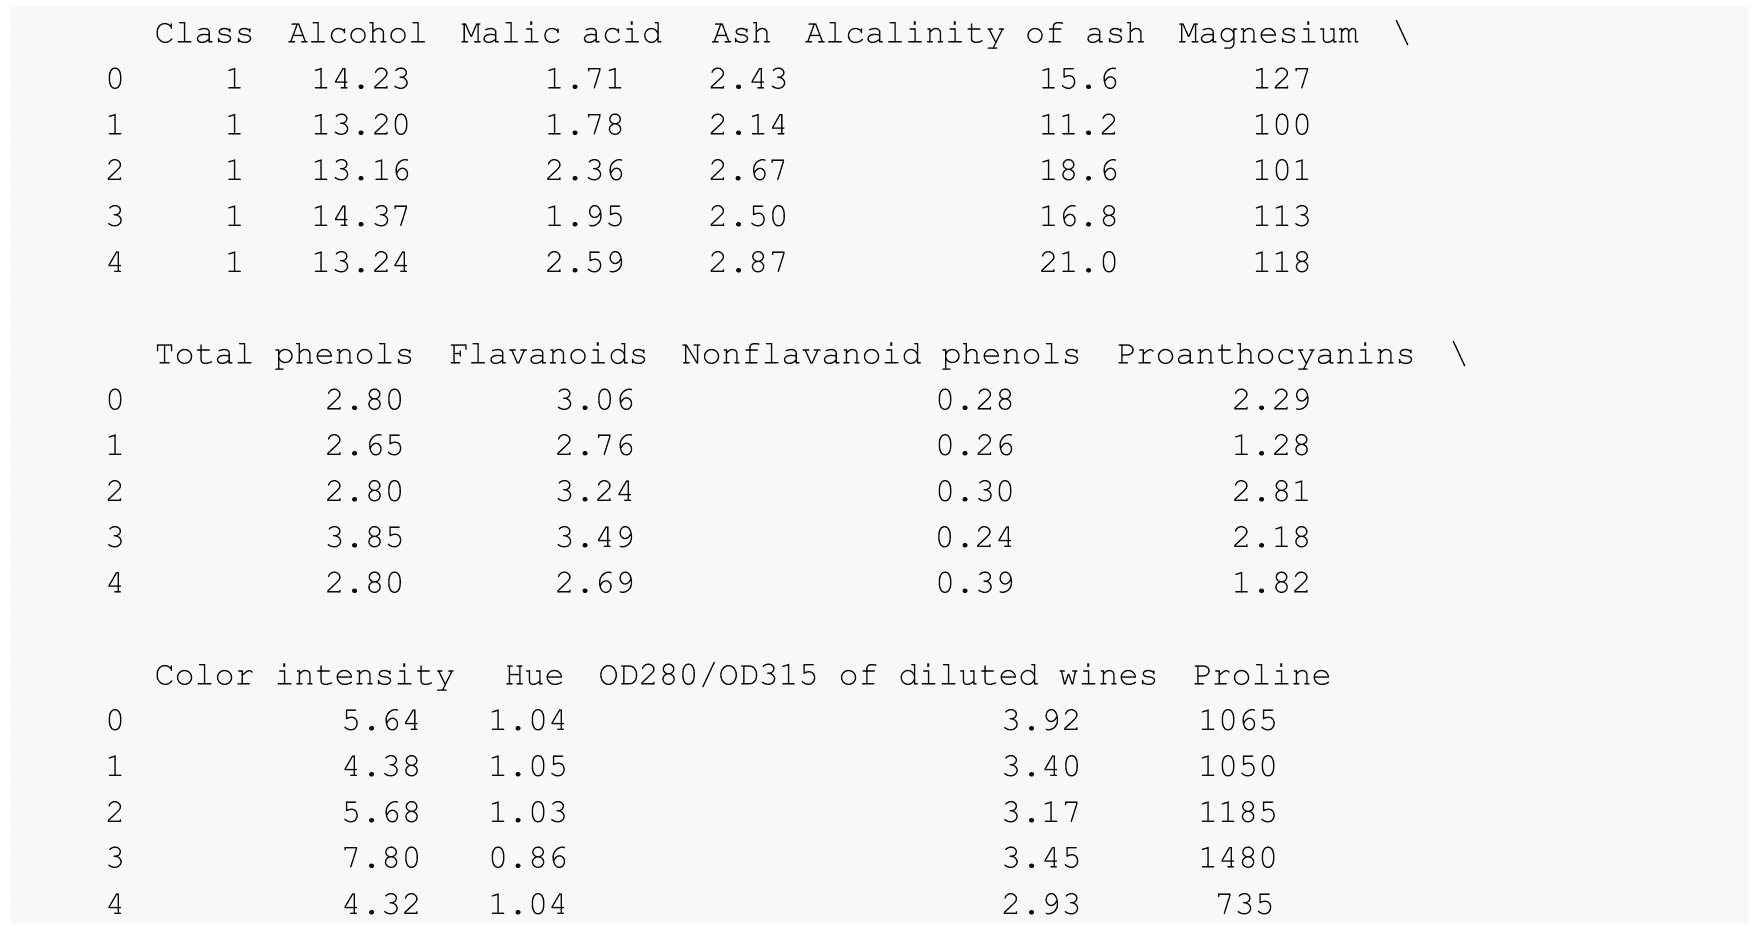 Class Alcohol Malic acid Ash Alcalinity of ash Magnesium \
0 1 14.23 1.71 2.43 15.6 127
1 1 13.20 1.78 2.14 11.2 100
2 1 13.16 2.36 2.67 18.6 101
3 1 14.37 1.95 2.50 16.8 113
4 1 13.24 2.59 2.87 21.0 118
Total phenols Flavanoids Nonflavanoid phenols Proanthocyanins \
0 2.80 3.06 0.28 2.29
1 2.65 2.76 0.26 1.28
2 2.80 3.24 0.30 2.81
3 3.85 3.49 0.24 2.18
4 2.80 2.69 0.39 1.82
Color intensity Hue OD280/OD315 of diluted wines Proline
0 5.64 1.04 3.92 1065
1 4.38 1.05 3.40 1050
2 5.68 1.03 3.17 1185
3 7.80 0.86 3.45 1480
4 4.32 1.04 2.93 735